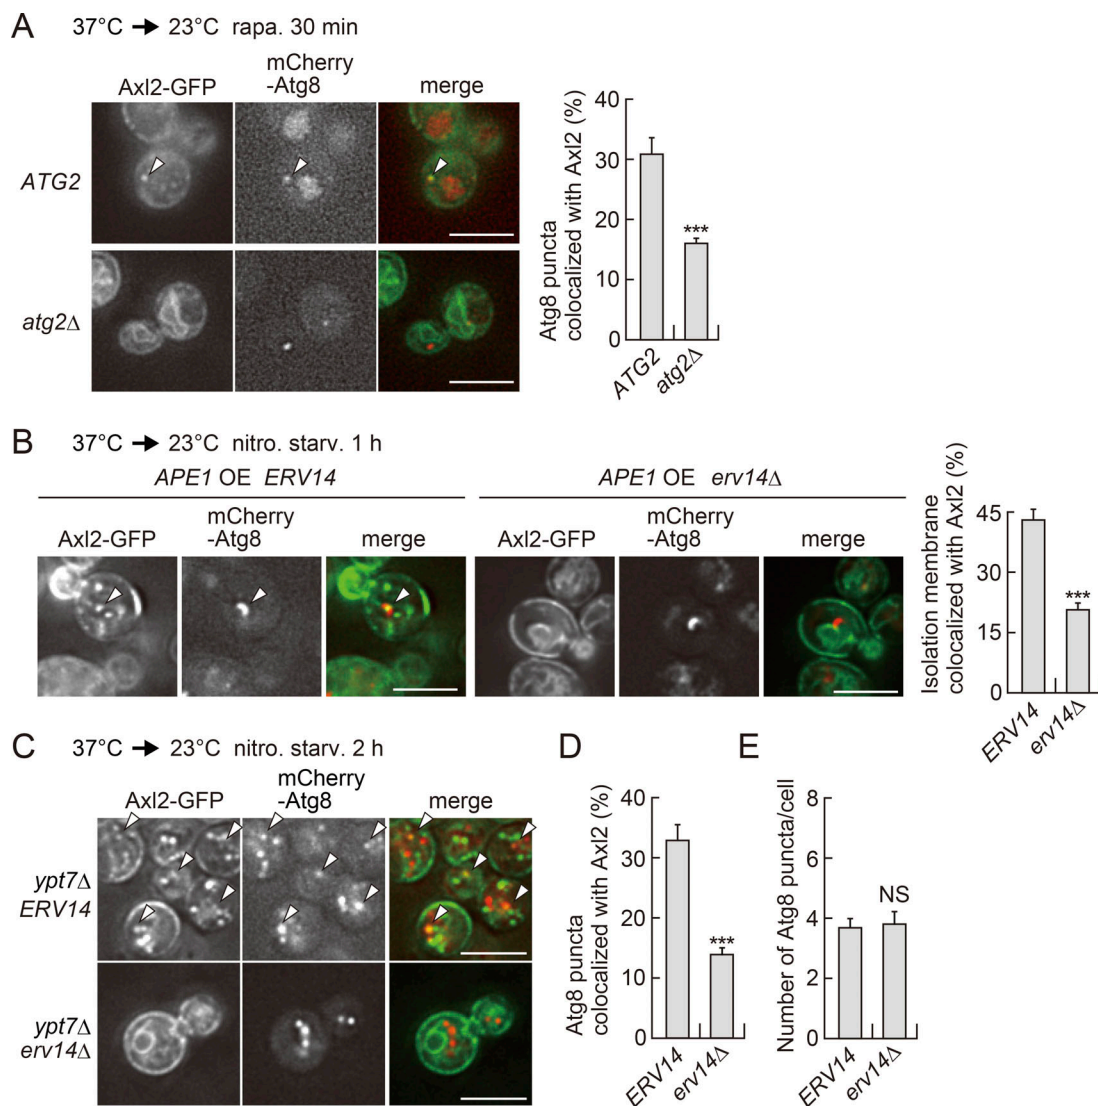 A 37°C → 23°C rapa. 30 min
Axl2-GFP
mCherry
-Atg8
merge
ATG2
atg2Δ
Atg8 puncta
colocalized with Axl2 (%)
40
30
20
10
0
***
ATG2
atg2Δ
B 37°C → 23°C nitro. starv. 1 h
APE1 OE ERV14
APE1 OE erv14Δ
Axl2-GFP
mCherry
-Atg8
merge
Axl2-GFP
mCherry
-Atg8
merge
Isolation membrane
colocalized with Axl2 (%)
45
30
15
0
***
ERV14
erv14Δ
C 37°C → 23°C nitro. starv. 2 h
Axl2-GFP
mCherry
-Atg8
merge
ypt7Δ
ERV14
ypt7Δ
erv14Δ
D
Atg8 puncta
colocalized with Axl2 (%)
40
30
20
10
0
***
ERV14
erv14Δ
E
Number of Atg8 puncta/cell
8
6
4
2
0
NS
ERV14
erv14Δ